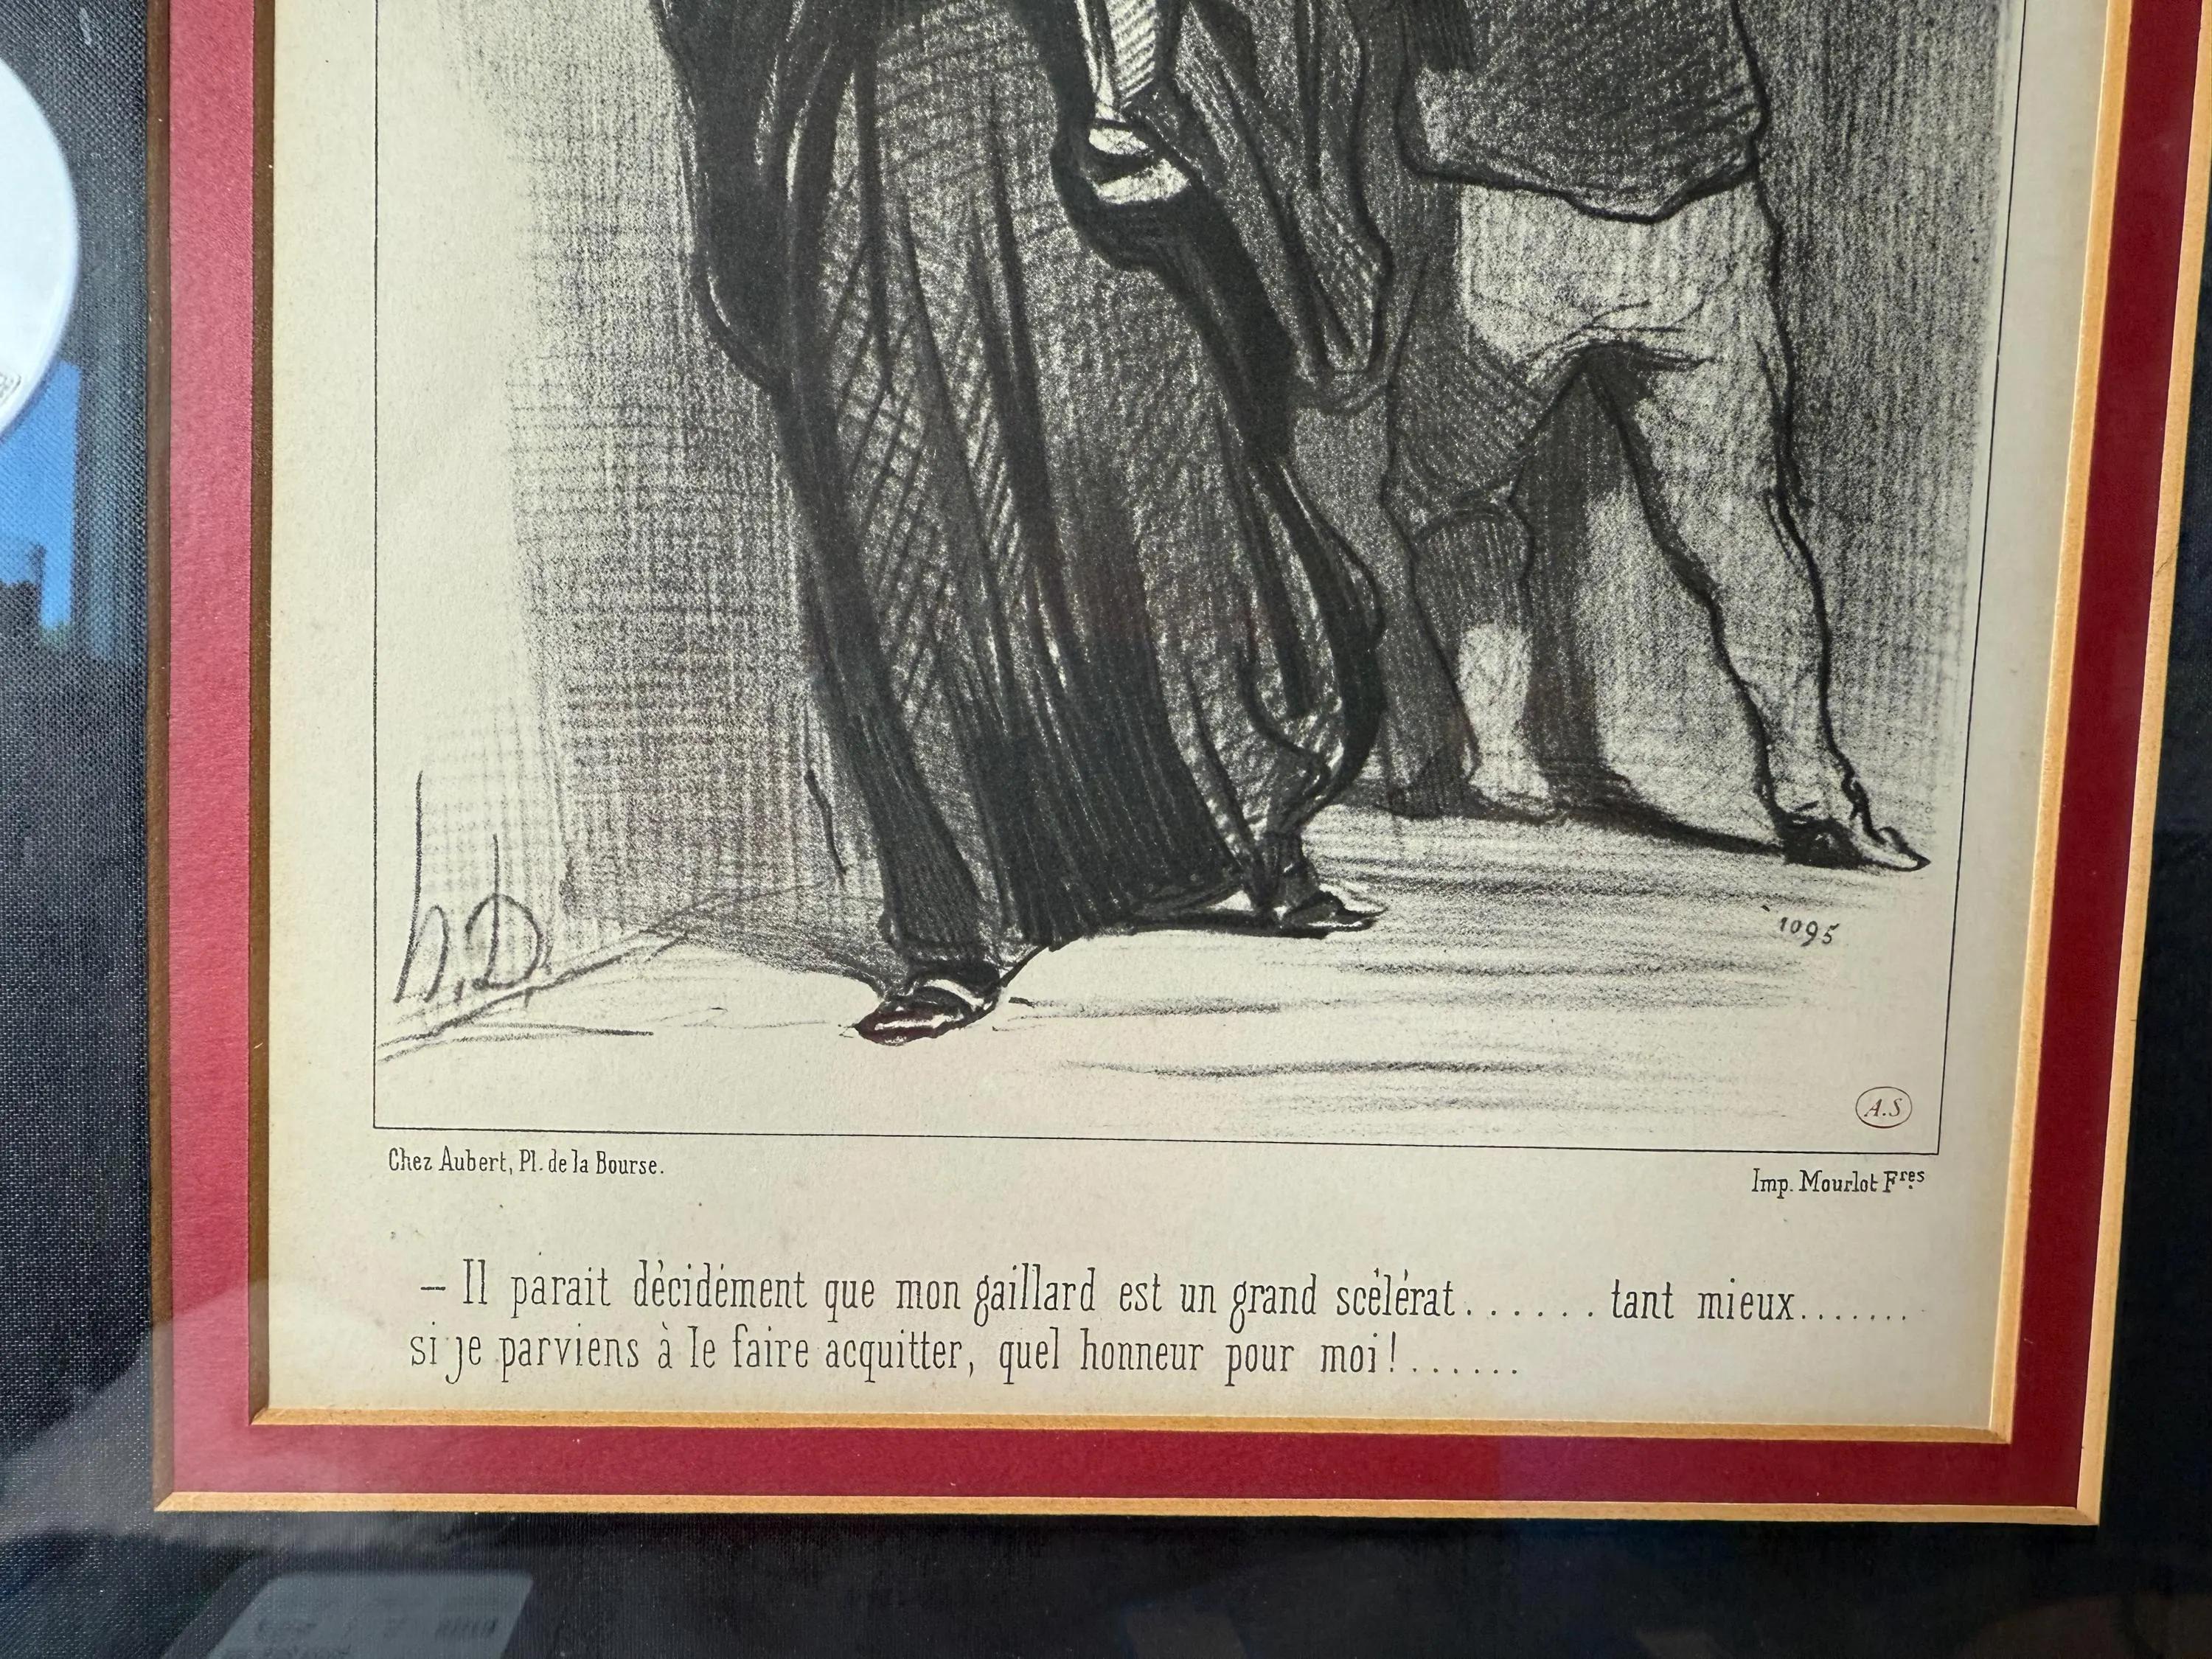 h.D.
1095
A.S
Chez Aubert, Pl. de la Bourse.
Imp. Mourlot Fres
– Il parait décidément que mon gaillard est un grand scélérat...... tant mieux.......
si je parviens à le faire acquitter, quel honneur pour moi!......